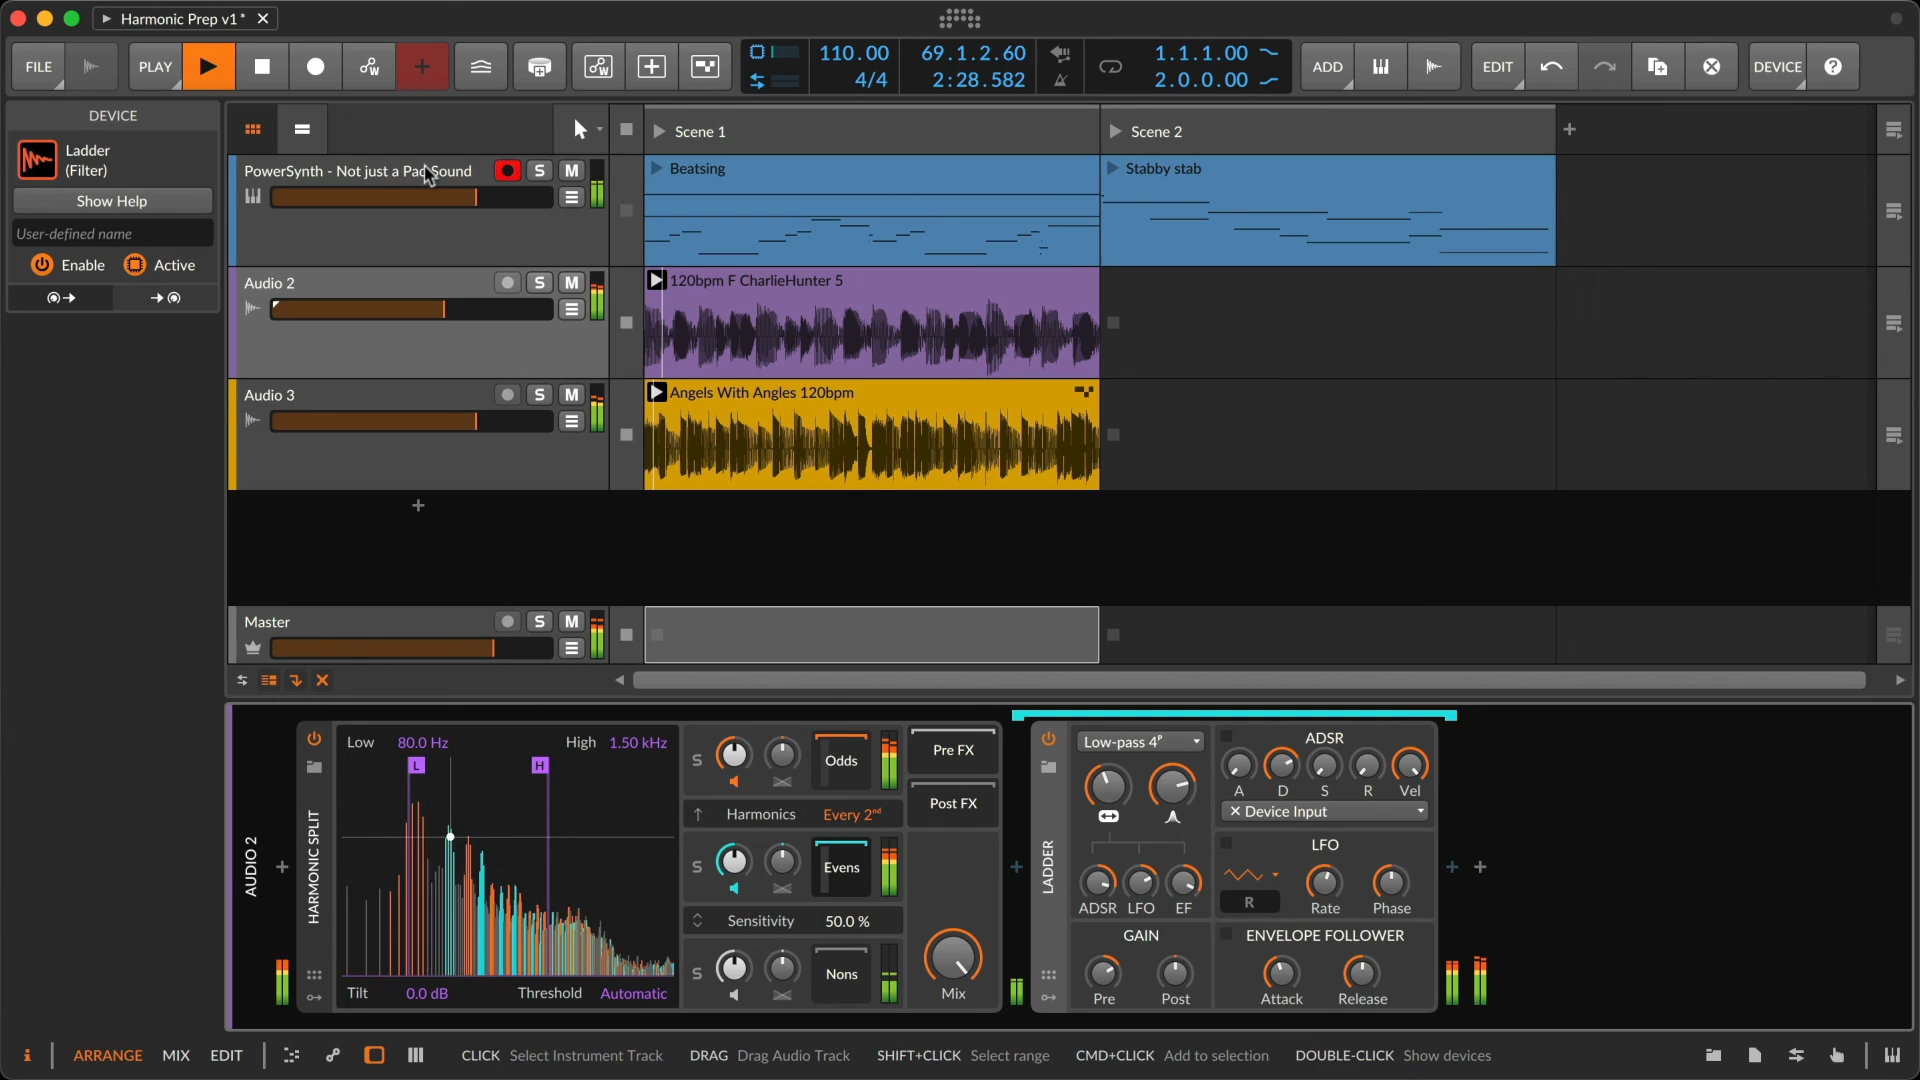 Harmonic Prep v1*
FILE
PLAY
110.00
4/4
69.1.2.60
2:28.582
1.1.1.00
2.0.0.00
ADD
EDIT
DEVICE
DEVICE
Ladder
(Filter)
Show Help
User-defined name
Enable
Active
Scene 1
Scene 2
PowerSynth - Not just a Pad Sound
S
M
Beatsing
Stabby stab
Audio 2
S
M
120bpm F CharlieHunter 5
Audio 3
S
M
Angels With Angles 120bpm
Master
S
M
AUDIO 2
HARMONIC SPLIT
Low
80.0 Hz
High
1.50 kHz
L
H
Tilt
0.0 dB
Threshold
Automatic
S
Odds
Harmonics
Every 2nd
S
Evens
Sensitivity
50.0 %
S
Nons
Pre FX
Post FX
Mix
LADDER
Low-pass 4P
ADSR
LFO
EF
GAIN
Pre
Post
ADSR
A
D
S
R
Vel
Device Input
LFO
R
Rate
Phase
ENVELOPE FOLLOWER
Attack
Release
i
ARRANGE
MIX
EDIT
CLICK Select Instrument Track
DRAG Drag Audio Track
SHIFT+CLICK Select range
CMD+CLICK Add to selection
DOUBLE-CLICK Show devices